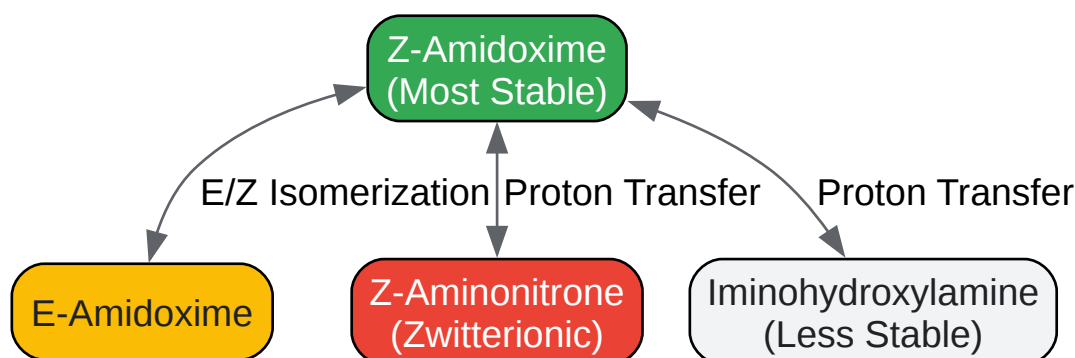 Z-Amidoxime
(Most Stable)
E/Z Isomerization
Proton Transfer
Proton Transfer
E-Amidoxime
Z-Aminonitrone
(Zwitterionic)
Iminohydroxylamine
(Less Stable)